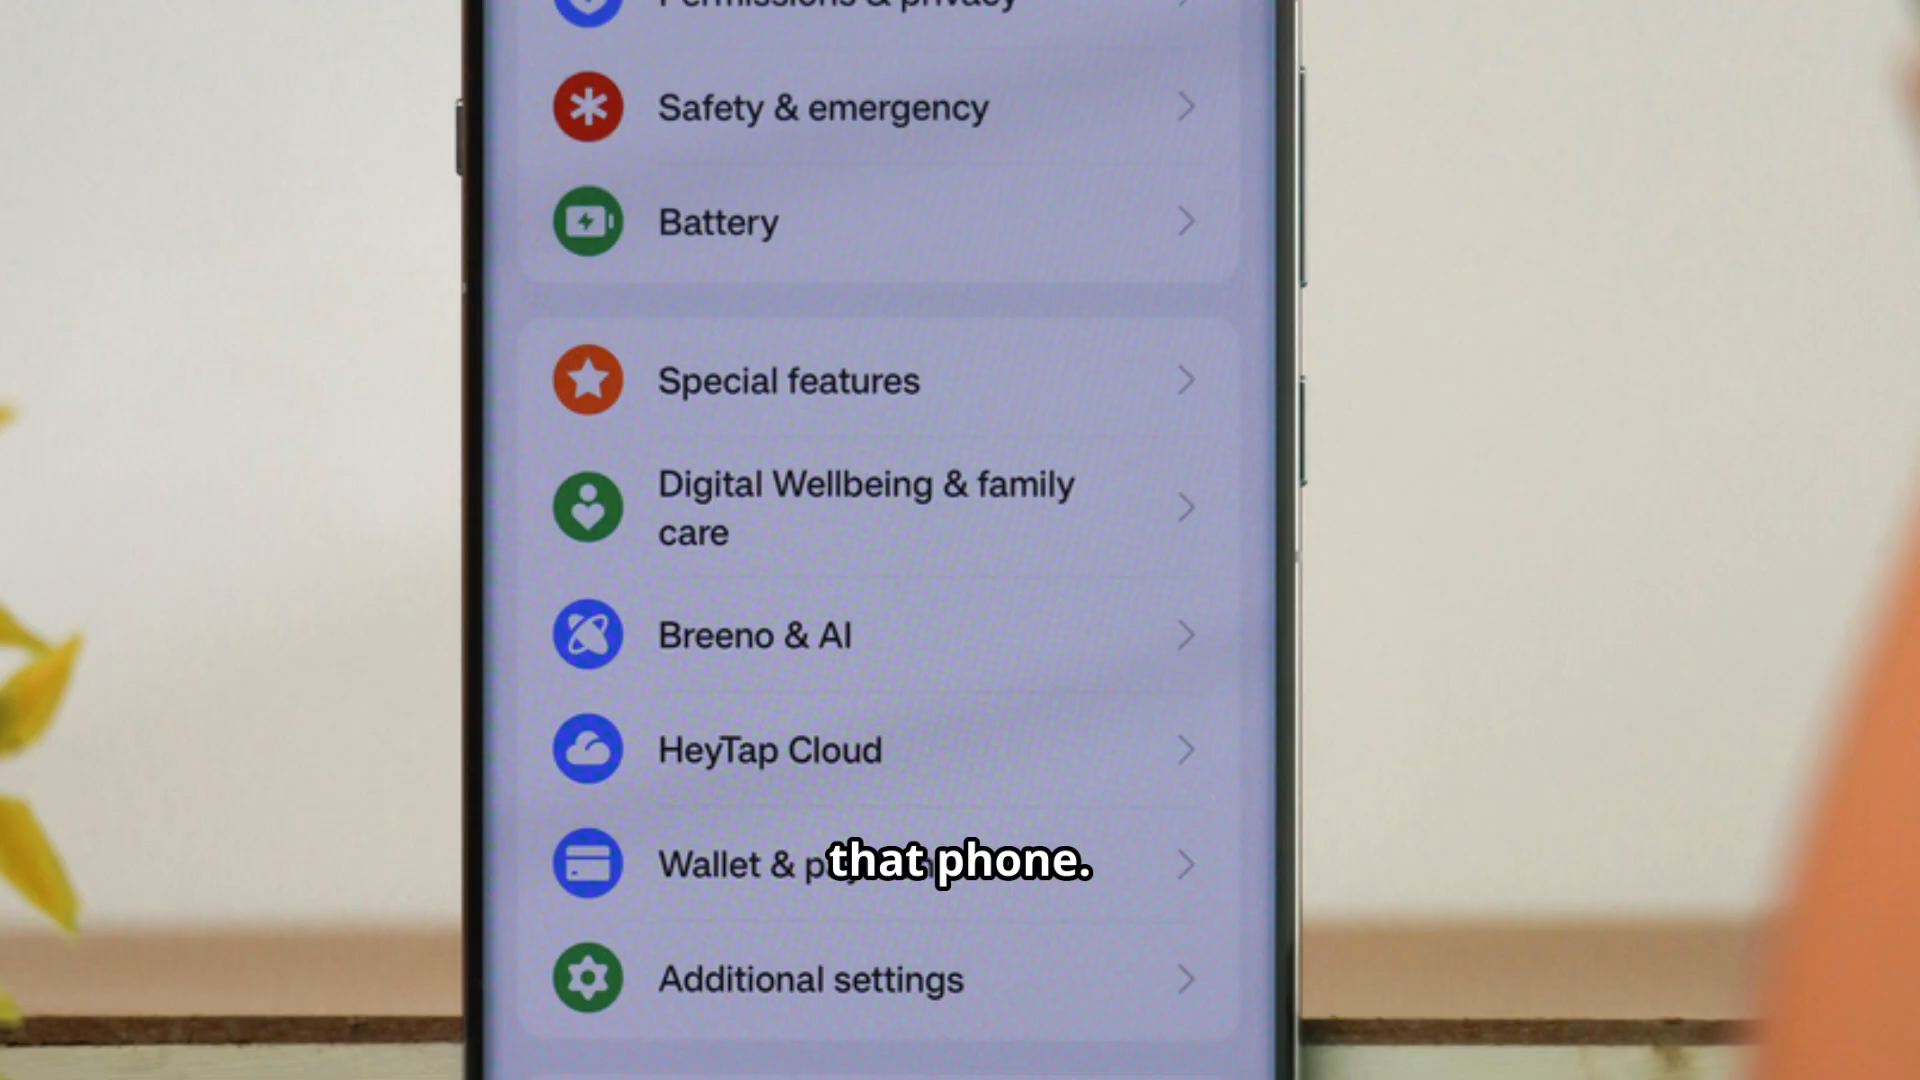 Permissions & privacy
Safety & emergency
Battery
Special features
Digital Wellbeing & family
care
Breeno & AI
HeyTap Cloud
Wallet &
that phone.
Additional settings